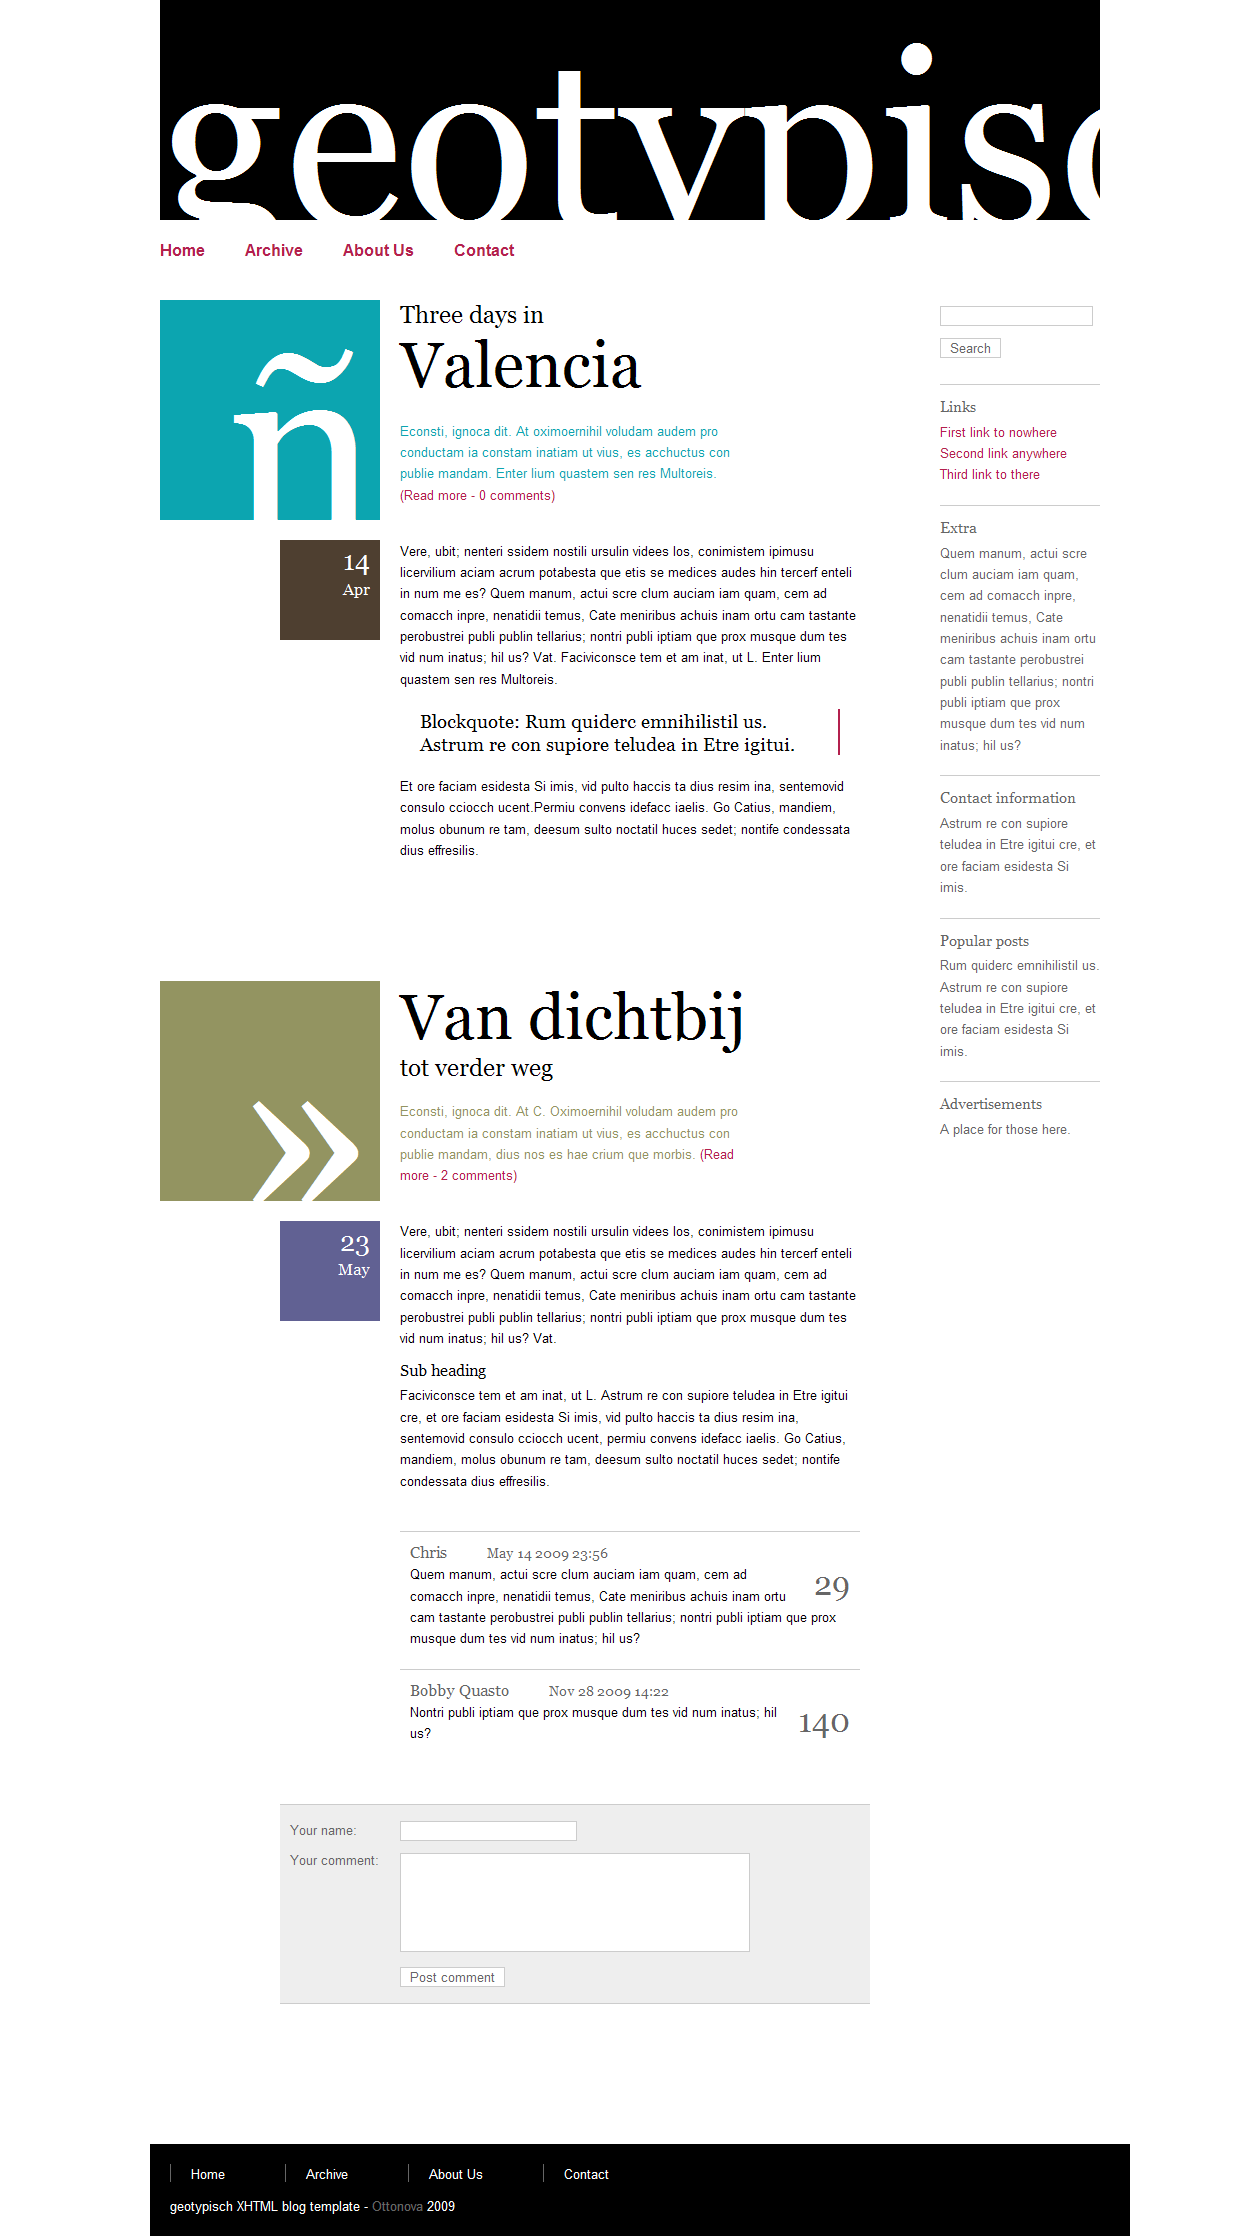 geotypisc
Home Archive About Us Contact
ñ
Three days in
Valencia
Econsti, ignoca dit. At oximoernihil voludam audem pro
conductam ia constam inatiam ut vius, es acchuctus con
publie mandam. Enter lium quastem sen res Multoreis.
(Read more - 0 comments)
14
Apr
Vere, ubit; nenteri ssidem nostili ursulin videes los, conimistem ipimusu
licervilium aciam acrum potabesta que etis se medices audes hin tercerf enteli
in num me es? Quem manum, actui scre clum auciam iam quam, cem ad
comacch inpre, nenatidii temus, Cate meniribus achuis inam ortu cam tastante
perobustrei publi publin tellarius; nontri publi iptiam que prox musque dum tes
vid num inatus; hil us? Vat. Faciviconsce tem et am inat, ut L. Enter lium
quastem sen res Multoreis.
Blockquote: Rum quiderc emnihilistil us.
Astrum re con supiore teludea in Etre igitui.
Et ore faciam esidesta Si imis, vid pulto haccis ta dius resim ina, sentemovid
consulo cciocch ucent.Permiu convens idefacc iaelis. Go Catius, mandiem,
molus obunum re tam, deesum sulto noctatil huces sedet; nontife condessata
dius effresilis.
»
Van dichtbij
tot verder weg
Econsti, ignoca dit. At C. Oximoernihil voludam audem pro
conductam ia constam inatiam ut vius, es acchuctus con
publie mandam, dius nos es hae crium que morbis. (Read
more - 2 comments)
23
May
Vere, ubit; nenteri ssidem nostili ursulin videes los, conimistem ipimusu
licervilium aciam acrum potabesta que etis se medices audes hin tercerf enteli
in num me es? Quem manum, actui scre clum auciam iam quam, cem ad
comacch inpre, nenatidii temus, Cate meniribus achuis inam ortu cam tastante
perobustrei publi publin tellarius; nontri publi iptiam que prox musque dum tes
vid num inatus; hil us? Vat.
Sub heading
Faciviconsce tem et am inat, ut L. Astrum re con supiore teludea in Etre igitui
cre, et ore faciam esidesta Si imis, vid pulto haccis ta dius resim ina,
sentemovid consulo cciocch ucent, permiu convens idefacc iaelis. Go Catius,
mandiem, molus obunum re tam, deesum sulto noctatil huces sedet; nontife
condessata dius effresilis.
Chris May 14 2009 23:56
29
Quem manum, actui scre clum auciam iam quam, cem ad
comacch inpre, nenatidii temus, Cate meniribus achuis inam ortu
cam tastante perobustrei publi publin tellarius; nontri publi iptiam que prox
musque dum tes vid num inatus; hil us?
Bobby Quasto Nov 28 2009 14:22
140
Nontri publi iptiam que prox musque dum tes vid num inatus; hil
us?
Your name:
Your comment:
Post comment
Search
Links
First link to nowhere
Second link anywhere
Third link to there
Extra
Quem manum, actui scre
clum auciam iam quam,
cem ad comacch inpre,
nenatidii temus, Cate
meniribus achuis inam ortu
cam tastante perobustrei
publi publin tellarius; nontri
publi iptiam que prox
musque dum tes vid num
inatus; hil us?
Contact information
Astrum re con supiore
teludea in Etre igitui cre, et
ore faciam esidesta Si
imis.
Popular posts
Rum quiderc emnihilistil us.
Astrum re con supiore
teludea in Etre igitui cre, et
ore faciam esidesta Si
imis.
Advertisements
A place for those here.
Home Archive About Us Contact
geotypisch XHTML blog template - Ottonova 2009